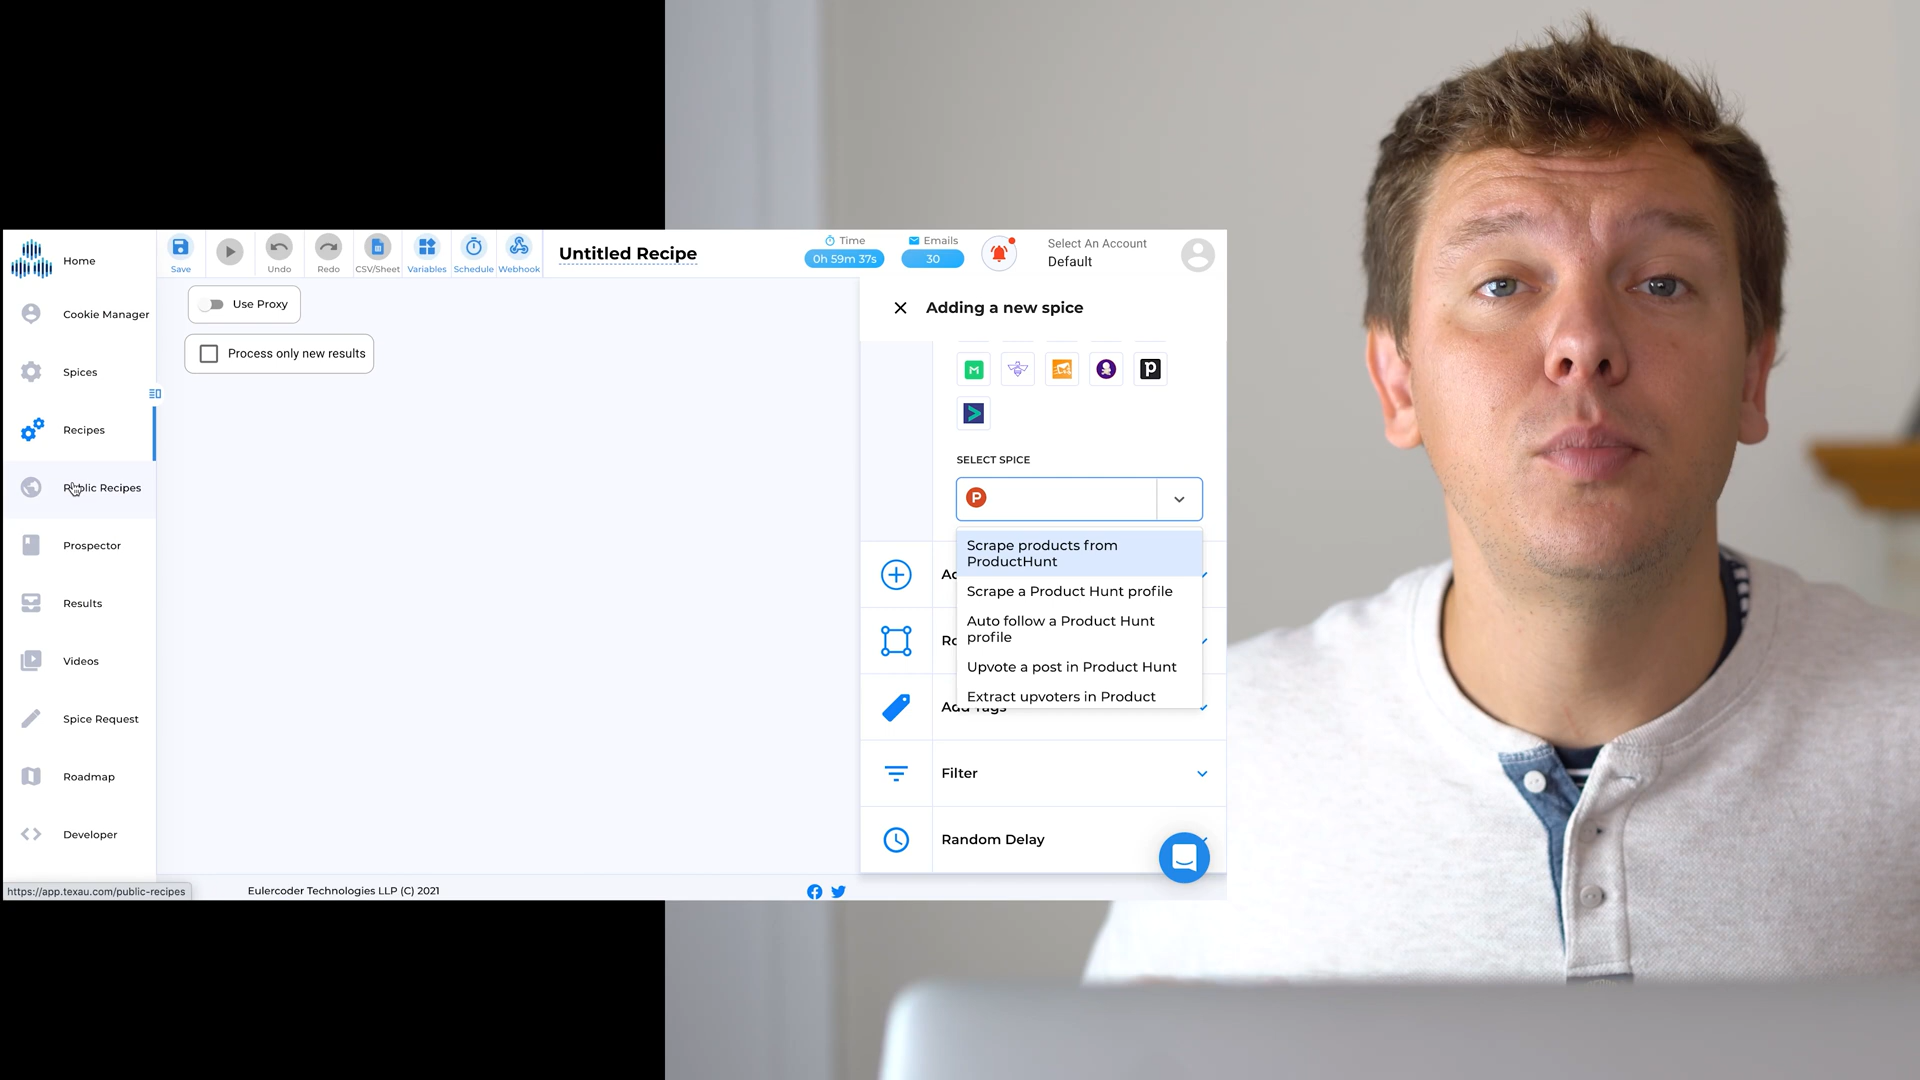 Home
Cookie Manager
Spices
Recipes
Public Recipes
Prospector
Results
Videos
Spice Request
Roadmap
Developer
https://app.texau.com/public-recipes
Save
Undo
Redo
CSV/Sheet
Variables
Schedule
Webhook
Untitled Recipe
Time
0h 59m 37s
Emails
30
Select An Account
Default
Use Proxy
Process only new results
Adding a new spice
SELECT SPICE
P
Scrape products from
ProductHunt
Scrape a Product Hunt profile
Auto follow a Product Hunt
profile
Upvote a post in Product Hunt
Extract upvoters in Product
Add Tags
Filter
Random Delay
Eulercoder Technologies LLP (C) 2021